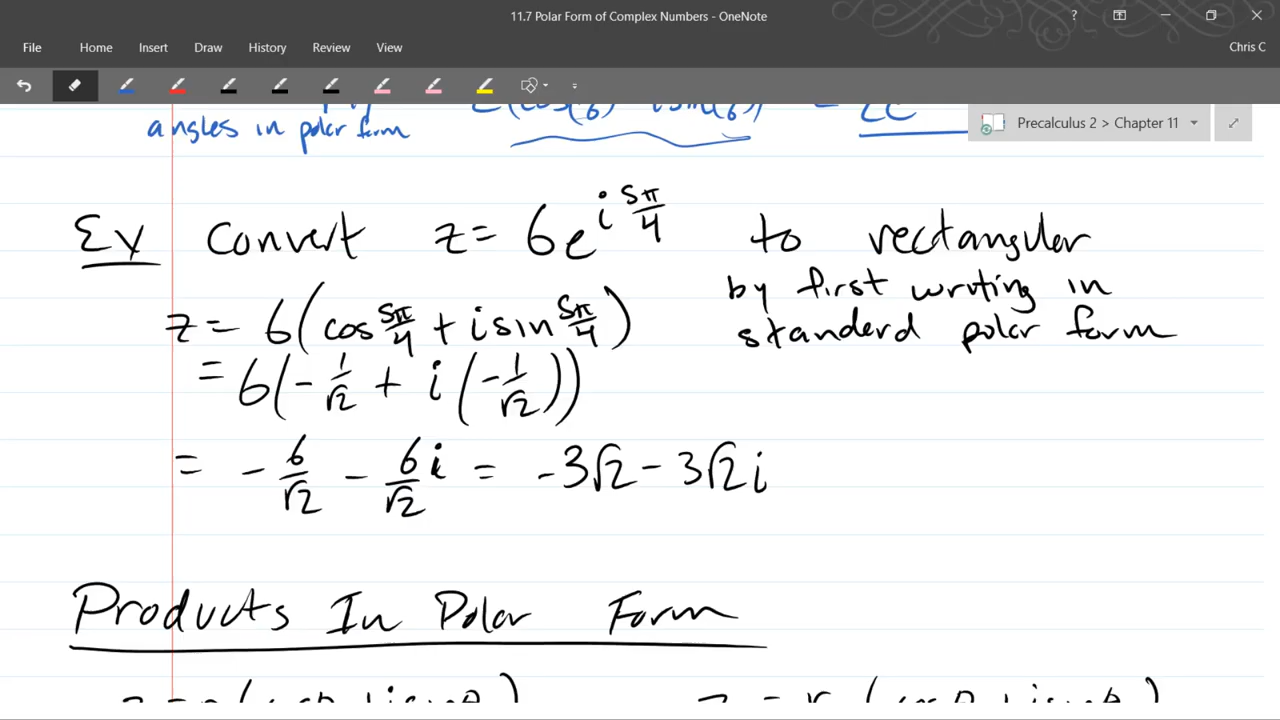 11.7 Polar Form of Complex Numbers - OneNote
?
File Home Insert Draw History Review View Chris C
Precalculus 2 > Chapter 11
angles in polar form
Ex Convert z = 6e^{i 5π/4} to rectangular
by first writing in
standard polar form
z = 6(cos 5π/4 + i sin 5π/4)
= 6(-1/√2 + i(-1/√2))
= -6/√2 - 6/√2 i = -3√2 - 3√2 i
Products In Polar Form